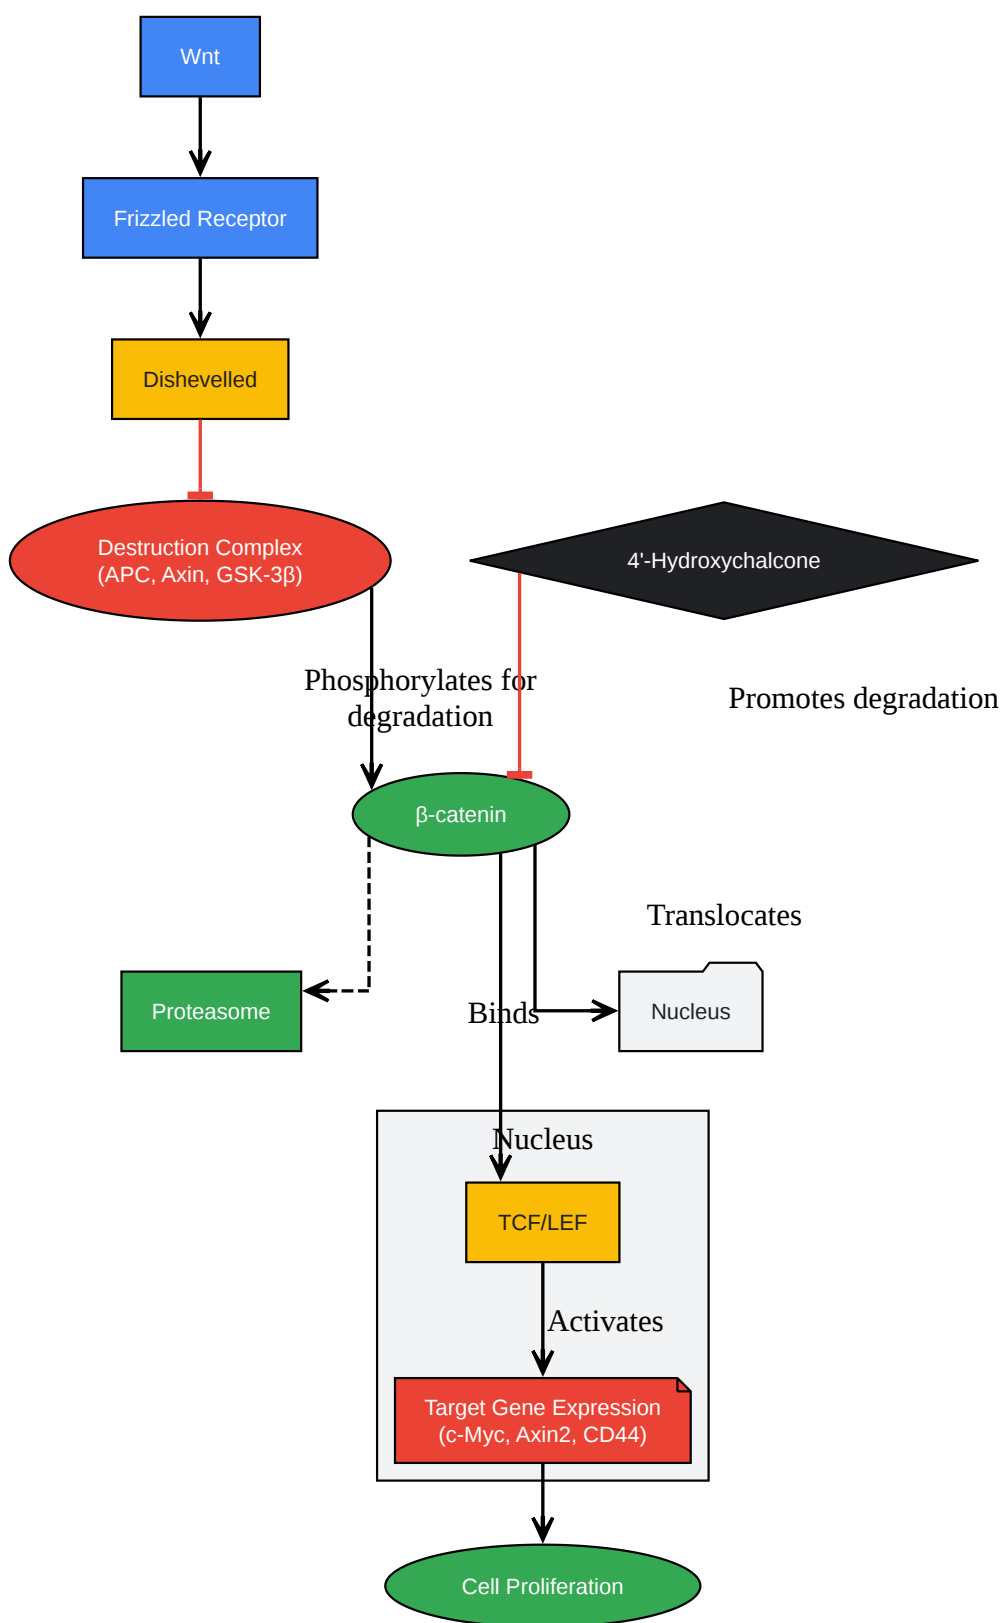 Wnt
Frizzled Receptor
Dishevelled
Destruction Complex
(APC, Axin, GSK-3β)
4'-Hydroxychalcone
Phosphorylates for
degradation
Promotes degradation
β-catenin
Translocates
Proteasome
Binds
Nucleus
Nucleus
TCF/LEF
Activates
Target Gene Expression
(c-Myc, Axin2, CD44)
Cell Proliferation